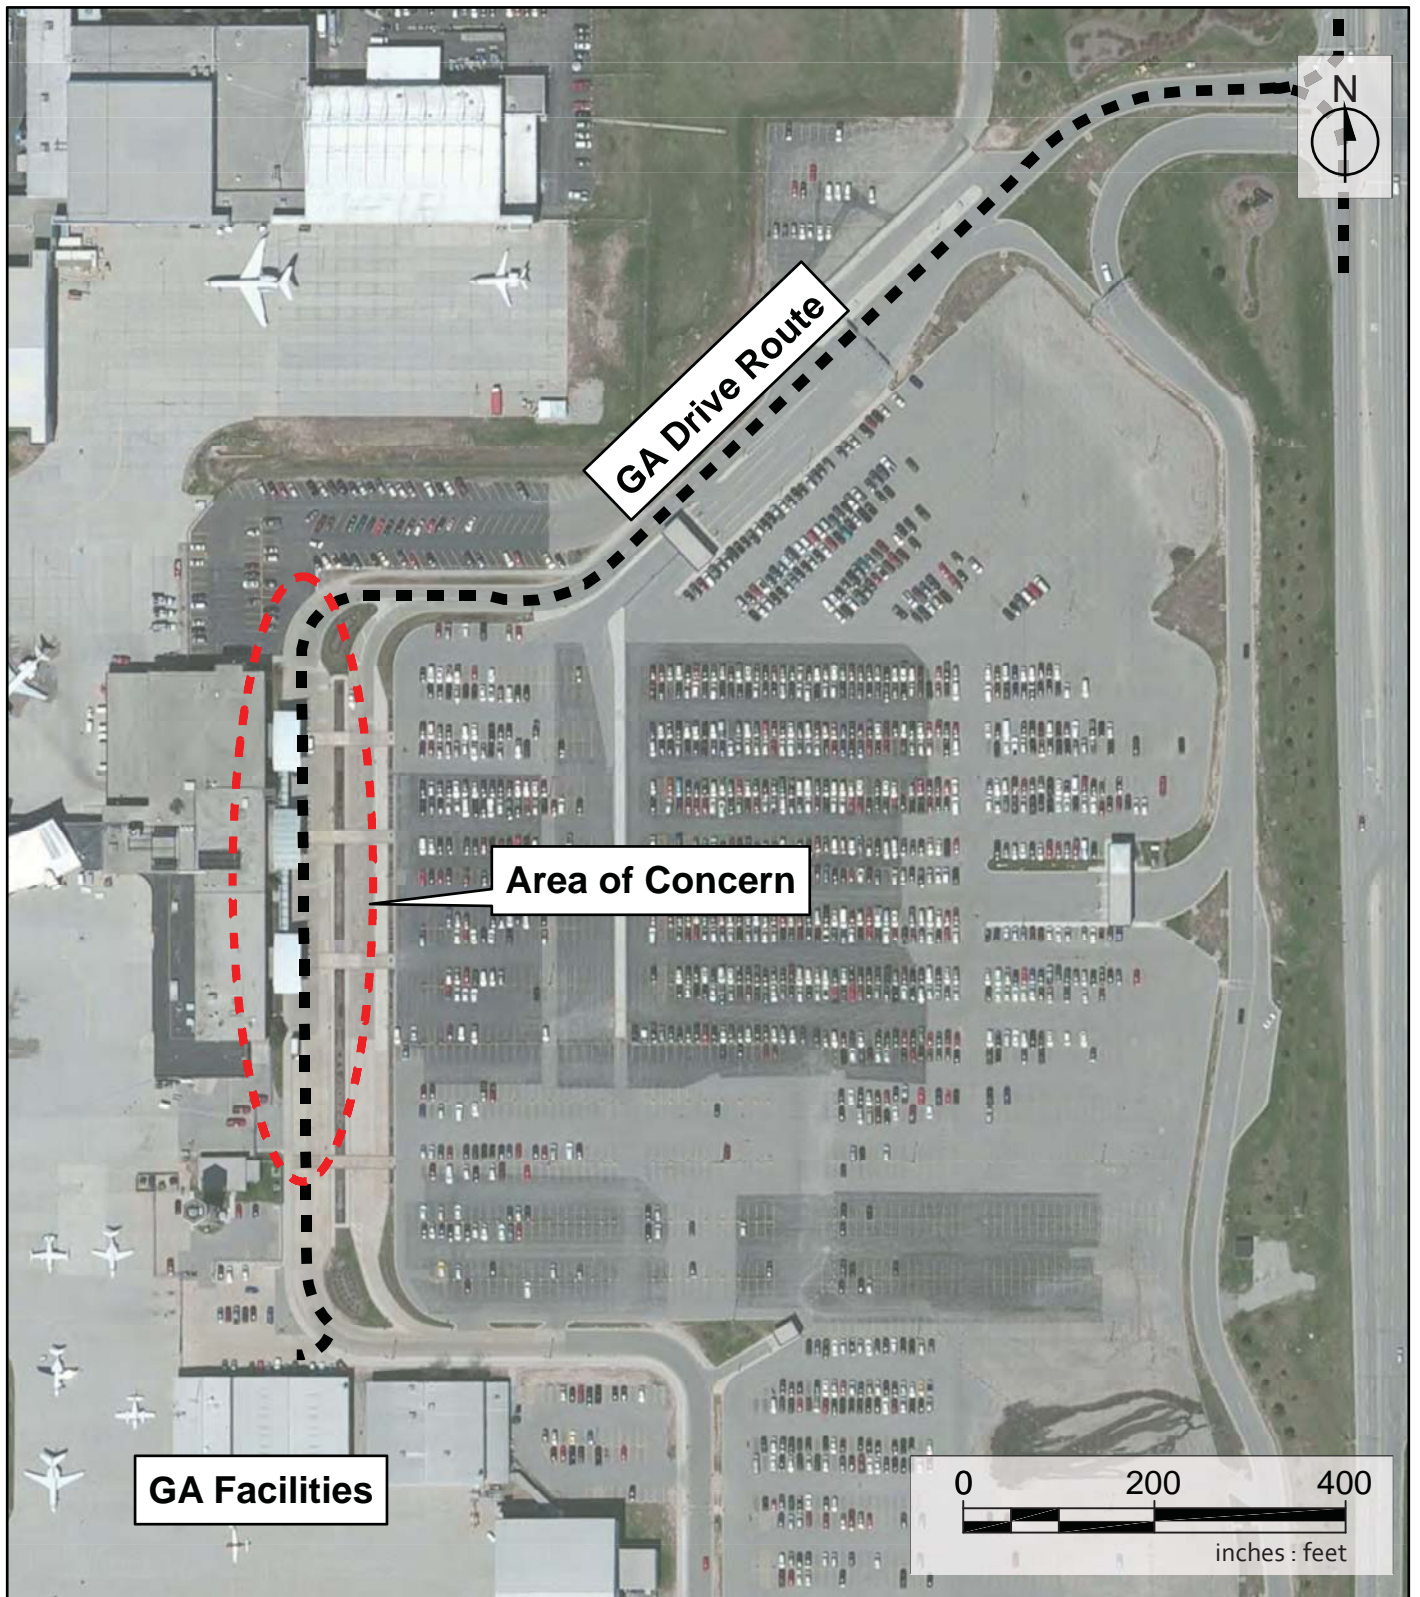 N
GA Drive Route
Area of Concern
GA Facilities
0 200 400
inches : feet